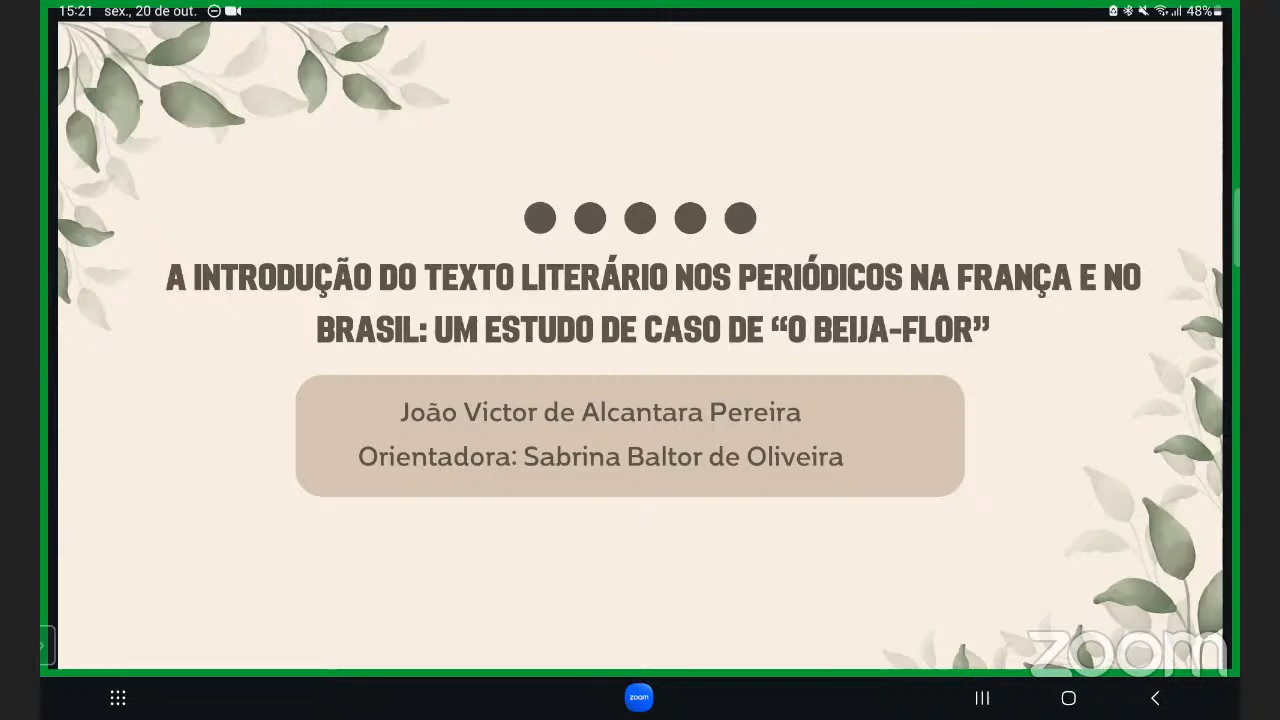 15:21 sex., 20 de out. 48%
A INTRODUÇÃO DO TEXTO LITERÁRIO NOS PERIÓDICOS NA FRANÇA E NO
BRASIL: UM ESTUDO DE CASO DE “O BEIJA-FLOR”
João Victor de Alcantara Pereira
Orientadora: Sabrina Baltor de Oliveira
zoom
zoom